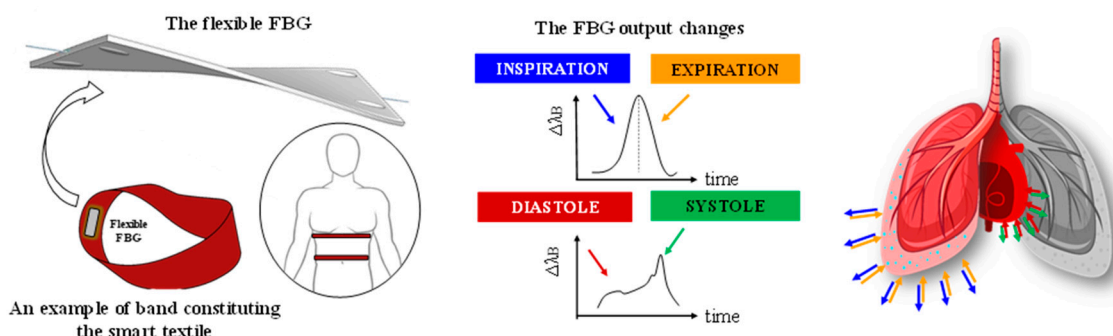 The flexible FBG
Flexible
FBG
An example of band constituting
the smart textile
The FBG output changes
INSPIRATION
EXPIRATION
ΔλB
time
DIASTOLE
SYSTOLE
ΔλB
time